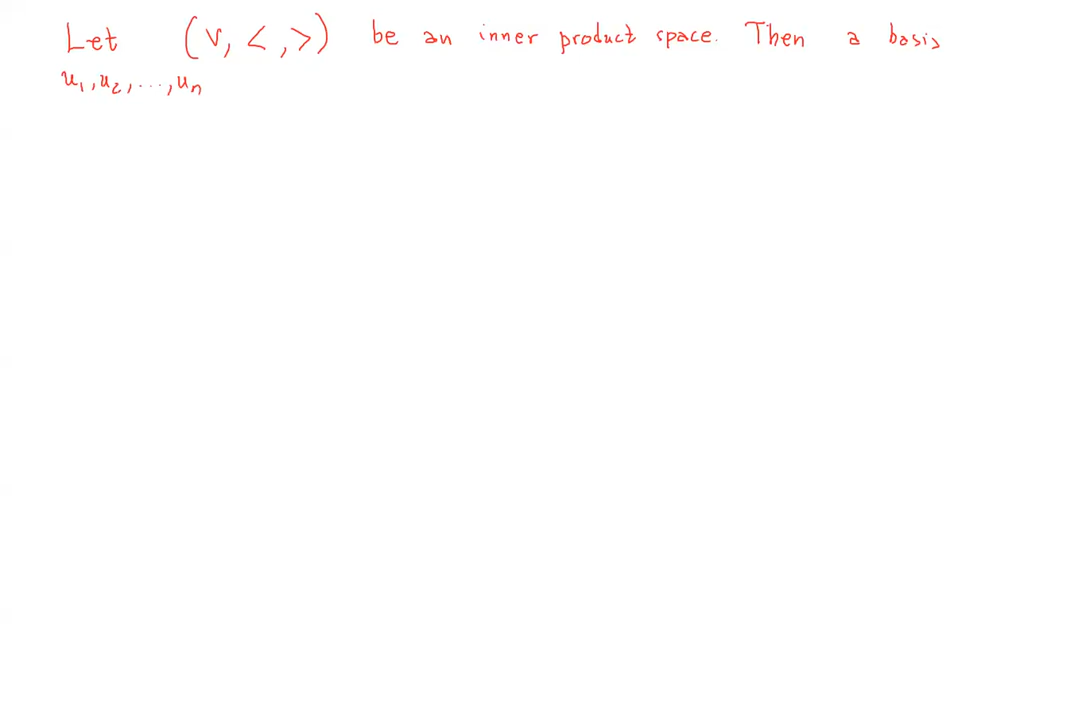 Let (V, < , >) be an inner product space. Then a basis
u₁, u₂, ..., uₙ